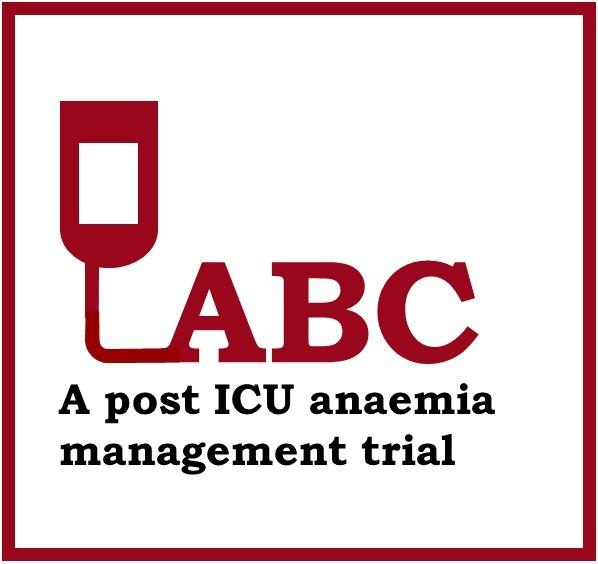 ABC
A post ICU anaemia
management trial